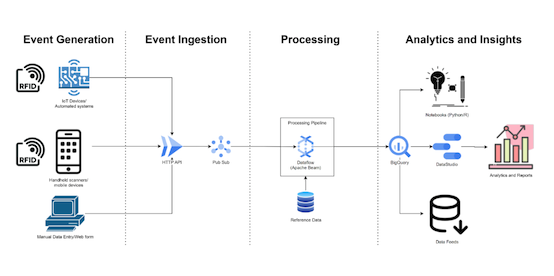 Event Generation
Event Ingestion
Processing
Analytics and Insights
RFID
IoT Devices/
Automated systems
RFID
Handheld scanners/
mobile devices
Manual Data Entry/Web form
HTTP API
Pub Sub
Processing Pipeline
Dataflow
(Apache Beam)
Reference Data
BigQuery
Notebooks (Python/R)
DataStudio
Analytics and Reports
Data Feeds